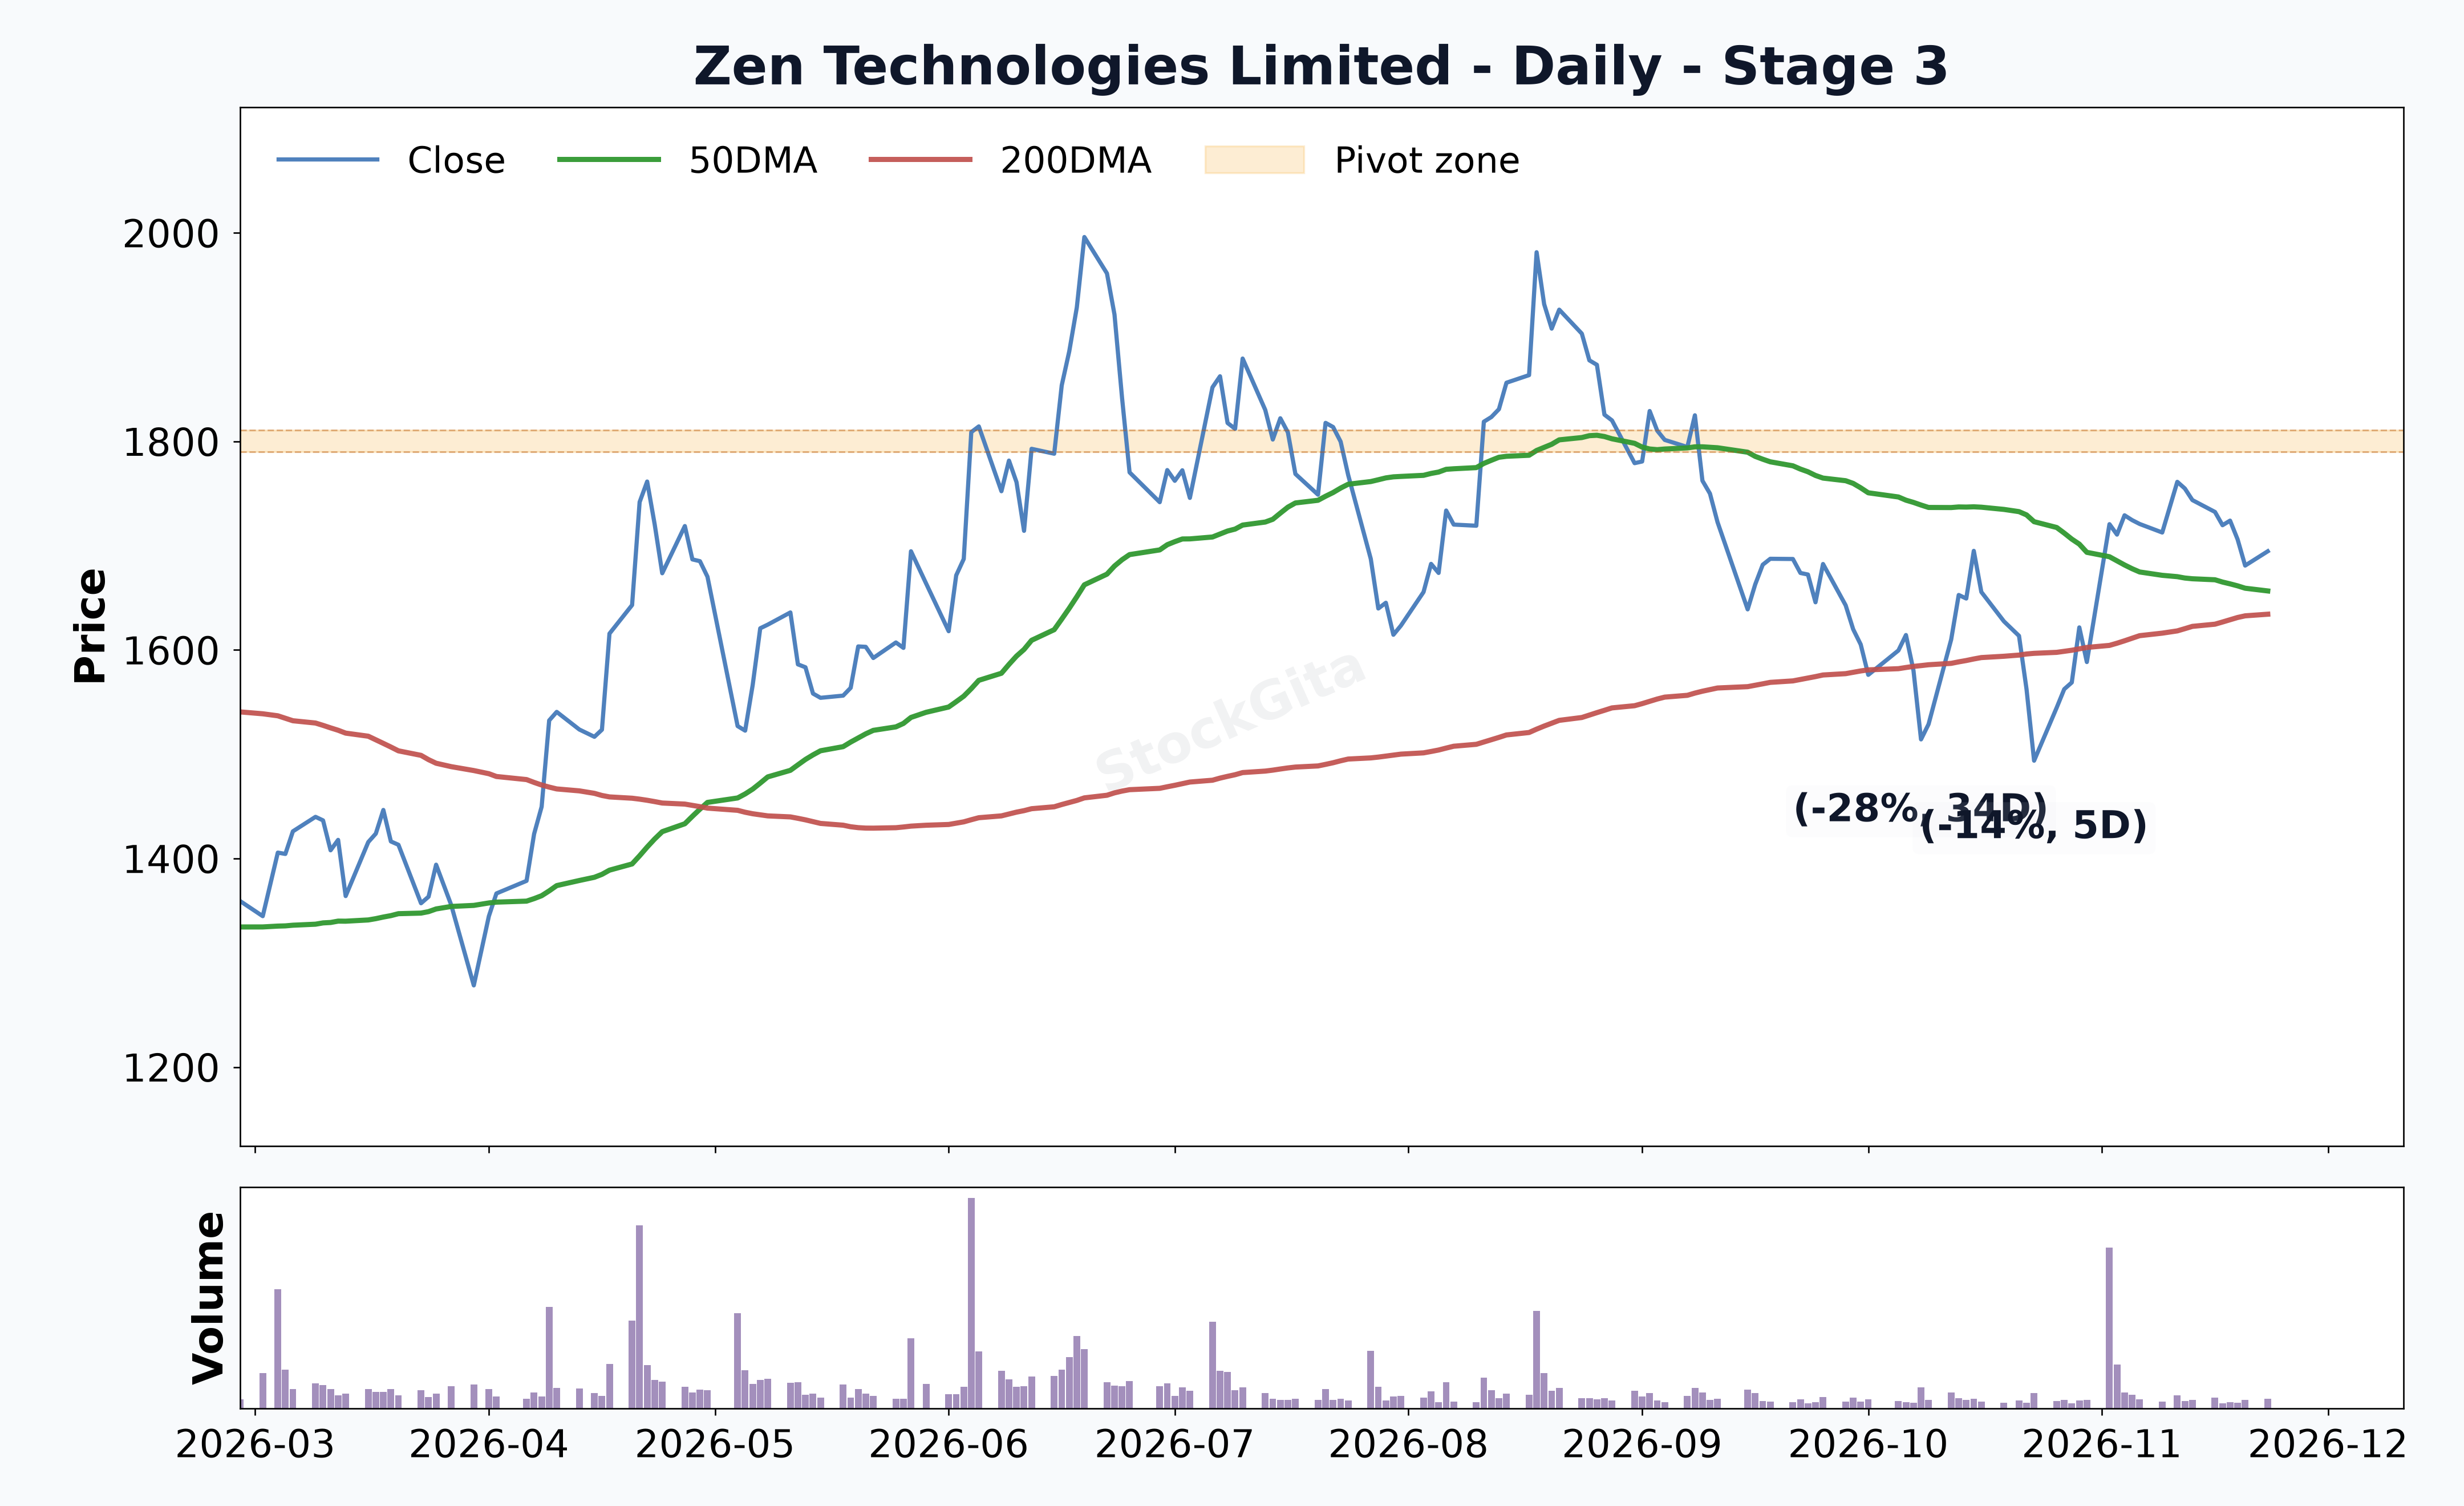 Zen Technologies Limited - Daily - Stage 3
Close 50DMA 200DMA Pivot zone
2000
1800
1600
1400
1200
Price
StockGita
(-28%, 34D)
(-14%, 5D)
Volume
2026-03 2026-04 2026-05 2026-06 2026-07 2026-08 2026-09 2026-10 2026-11 2026-12